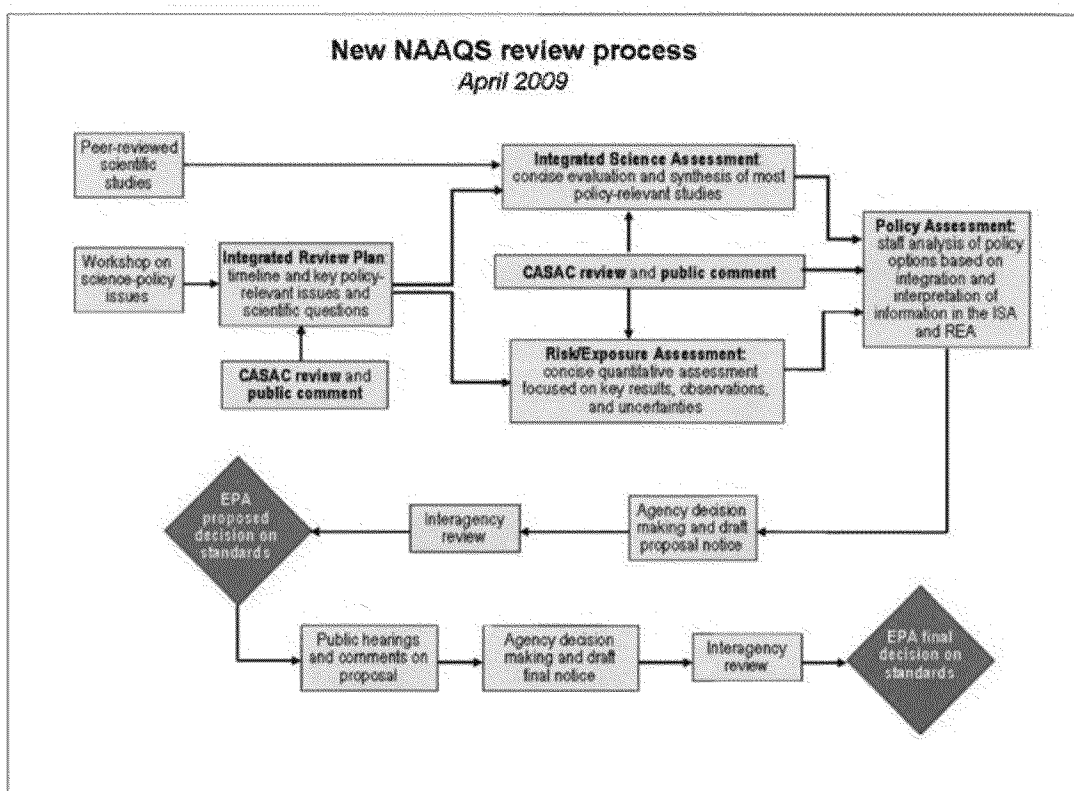 New NAAQS review process
April 2009
Peer-reviewed
scientific
studies
Integrated Science Assessment
concise evaluation and synthesis of most
policy-relevant studies
Workshop on
science-policy
issues
Integrated Review Plan
timeline and key policy-
relevant issues and
scientific questions
CASAC review and public comment
Policy Assessment:
staff analysis of policy
options based on
integration and
interpretation of
information in the ISA
and REA
CASAC review and
public comment
Risk/Exposure Assessment:
concise quantitative assessment
focused on key results, observations,
and uncertainties
EPA
proposed
decision on
standards
Interagency
review
Agency decision
making and draft
proposal notice
Public hearings
and comments on
proposal
Agency decision
making and draft
final notice
Interagency
review
EPA final
decision on
standards